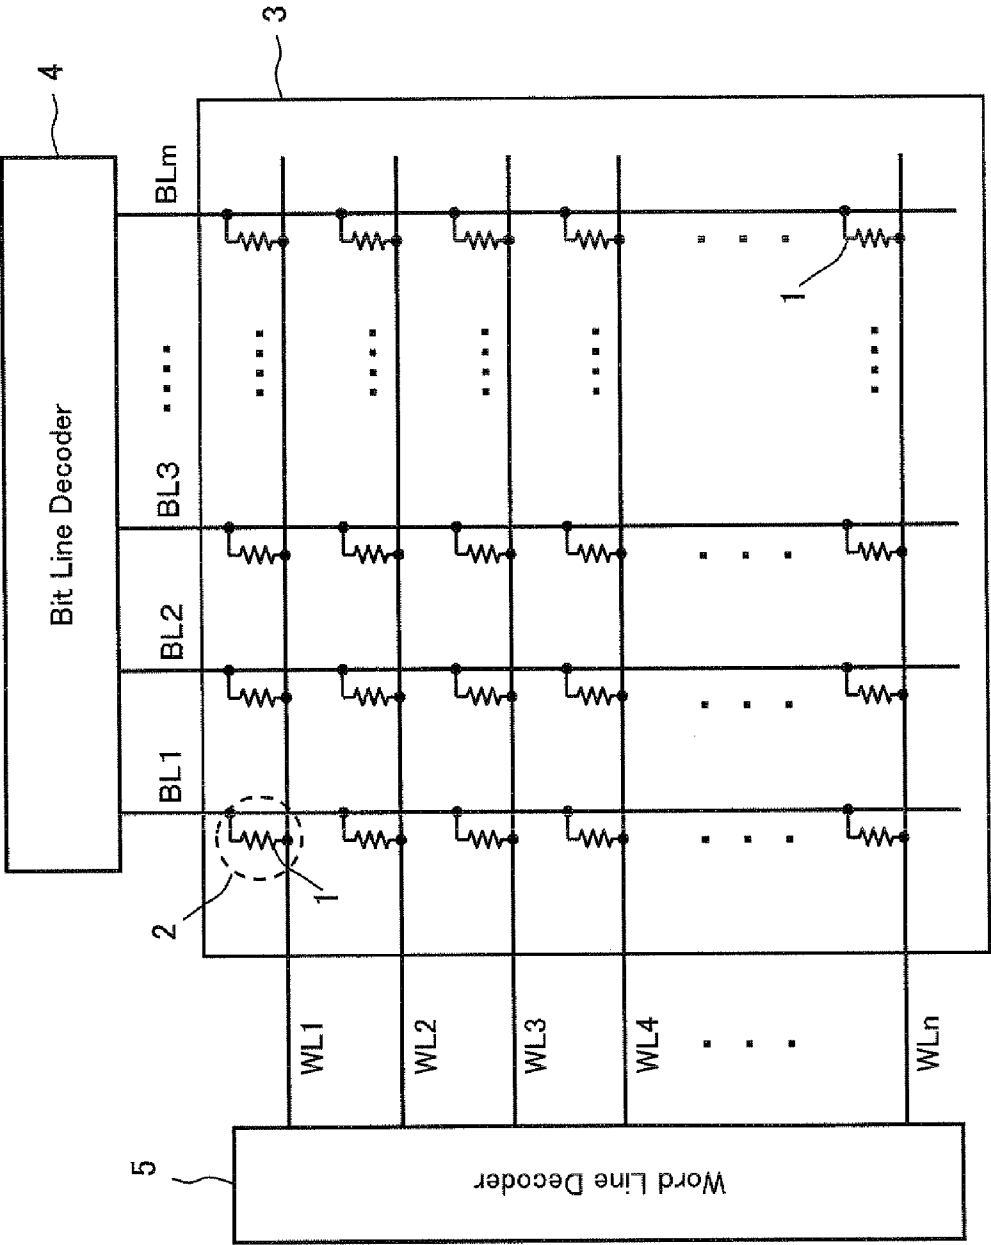 3
4
Bit Line Decoder
BL1
BL2
BL3
BLm
2
1
1
WL1
WL2
WL3
WL4
WLn
5
Word Line Decoder